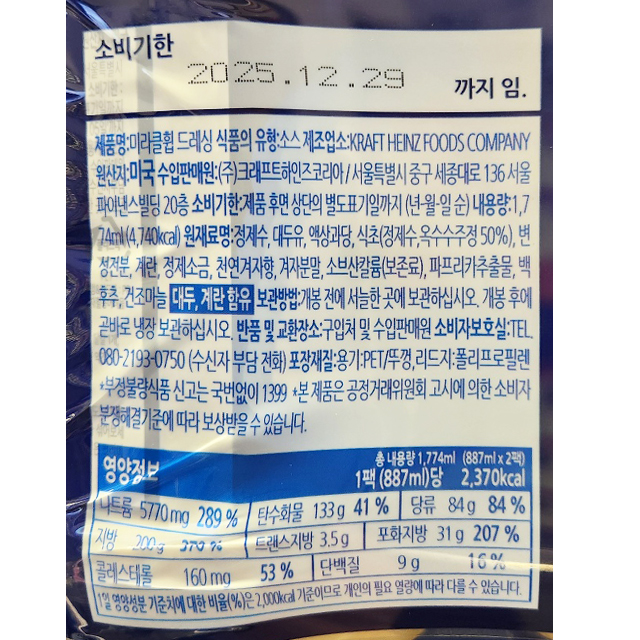 소비기한
2025.12.29
까지 임.
제품명:미라클휩 드레싱 식품의 유형:소스 제조업소:KRAFT HEINZ FOODS COMPANY
원산지:미국 수입판매원:(주)크래프트하인즈코리아/서울특별시 중구 세종대로 136 서울
파이낸스빌딩 20층 소비기한:제품 후면 상단의 별도표기일까지 (년·월·일 순) 내용량:1,7
74ml(4,740kcal) 원재료명:정제수, 대두유, 액상과당, 식초(정제수,옥수수주정 50%), 변
성전분, 계란, 정제소금, 천연겨자향, 겨자분말, 소브산칼륨(보존료), 파프리카추출물, 백
후추, 건조마늘 대두, 계란 함유 보관방법:개봉 전에 서늘한 곳에 보관하십시오. 개봉 후에
곧바로 냉장 보관하십시오. 반품 및 교환장소:구입처 및 수입판매원 소비자보호실:TEL
080-2193-0750 (수신자 부담 전화) 포장재질:용기:PET/뚜껑,리드지:폴리프로필렌
*부정불량식품 신고는 국번없이 1399 *본 제품은 공정거래위원회 고시에 의한 소비자
분쟁해결기준에 따라 보상받을 수 있습니다.
영양정보
총 내용량 1,774ml (887ml x 2팩)
1팩 (887ml)당 2,370kcal
나트륨 5770mg 289% 탄수화물 133g 41% 당류 84g 84%
지방 200g 370% 트랜스지방 3.5g 포화지방 31g 207%
콜레스테롤 160mg 53% 단백질 9g 16%
1일 영양성분 기준치에 대한 비율(%)은 2,000kcal 기준이므로 개인의 필요 열량에 따라 다를 수 있습니다.